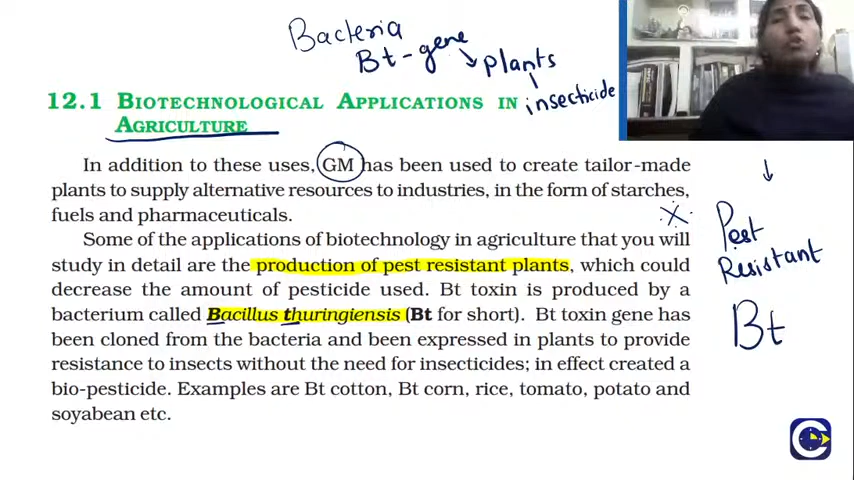 Bacteria
Bt-gene
plants
insecticide
12.1 BIOTECHNOLOGICAL APPLICATIONS IN
AGRICULTURE
In addition to these uses, GM has been used to create tailor-made
plants to supply alternative resources to industries, in the form of starches,
fuels and pharmaceuticals.
Some of the applications of biotechnology in agriculture that you will
study in detail are the production of pest resistant plants, which could
decrease the amount of pesticide used. Bt toxin is produced by a
bacterium called Bacillus thuringiensis (Bt for short). Bt toxin gene has
been cloned from the bacteria and been expressed in plants to provide
resistance to insects without the need for insecticides; in effect created a
bio-pesticide. Examples are Bt cotton, Bt corn, rice, tomato, potato and
soyabean etc.
Pest
Resistant
Bt